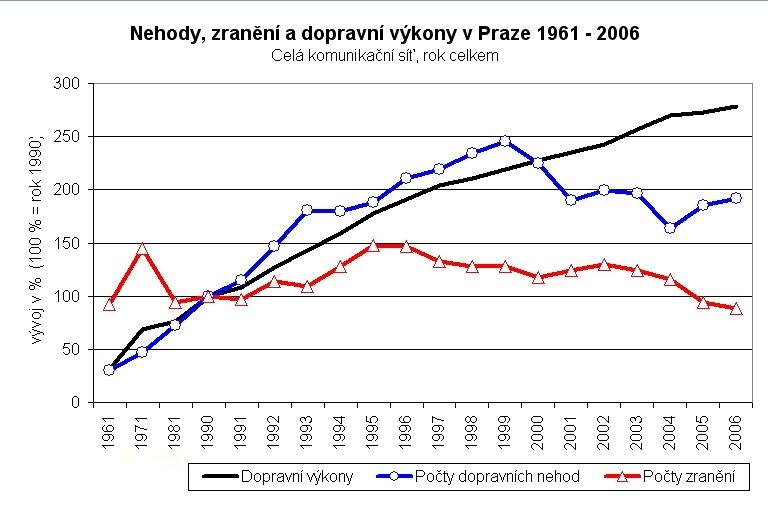 Nehody, zranění a dopravní výkony v Praze 1961 - 2006
Celá komunikační síť, rok celkem
vývoj v % (100 % = rok 1990)
300
250
200
150
100
50
0
1961 1971 1981 1990 1991 1992 1993 1994 1995 1996 1997 1998 1999 2000 2001 2002 2003 2004 2005 2006
Dopravní výkony Počty dopravních nehod Počty zranění